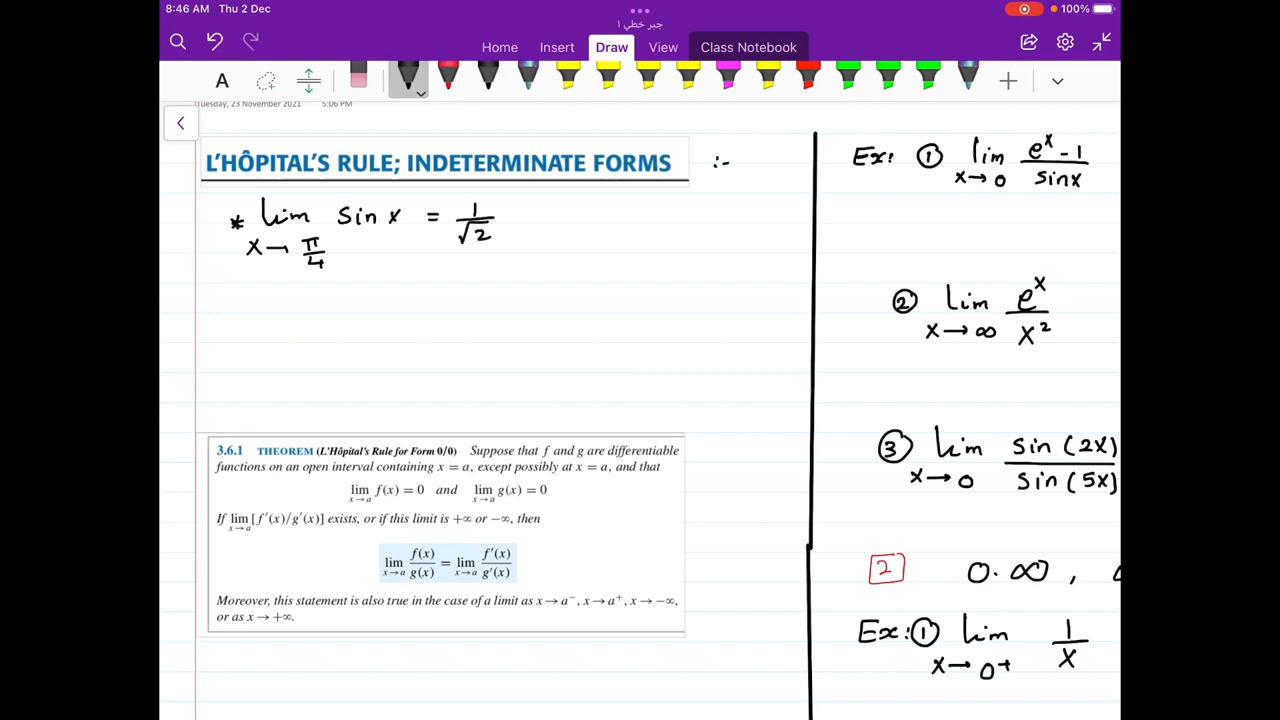 8:46 AM Thu 2 Dec
100%
جبر خطي ١
Home Insert Draw View Class Notebook
A
Tuesday, 23 November 2021 5:06 PM
L'HÔPITAL'S RULE; INDETERMINATE FORMS :-
* lim sin x = 1/√2
x→ π/4
3.6.1 THEOREM (L'Hôpital's Rule for Form 0/0) Suppose that f and g are differentiable
functions on an open interval containing x = a, except possibly at x = a, and that
lim x→a f(x) = 0 and lim x→a g(x) = 0
If lim x→a [f′(x)/g′(x)] exists, or if this limit is +∞ or −∞, then
lim x→a f(x)/g(x) = lim x→a f′(x)/g′(x)
Moreover, this statement is also true in the case of a limit as x→a⁻, x→a⁺, x→−∞,
or as x→+∞.
Ex: ① lim x→0 (eˣ - 1)/sinx
② lim x→∞ eˣ/x²
③ lim x→0 sin(2x)/sin(5x)
2 0.∞ ,
Ex: ① lim x→0⁺ 1/x